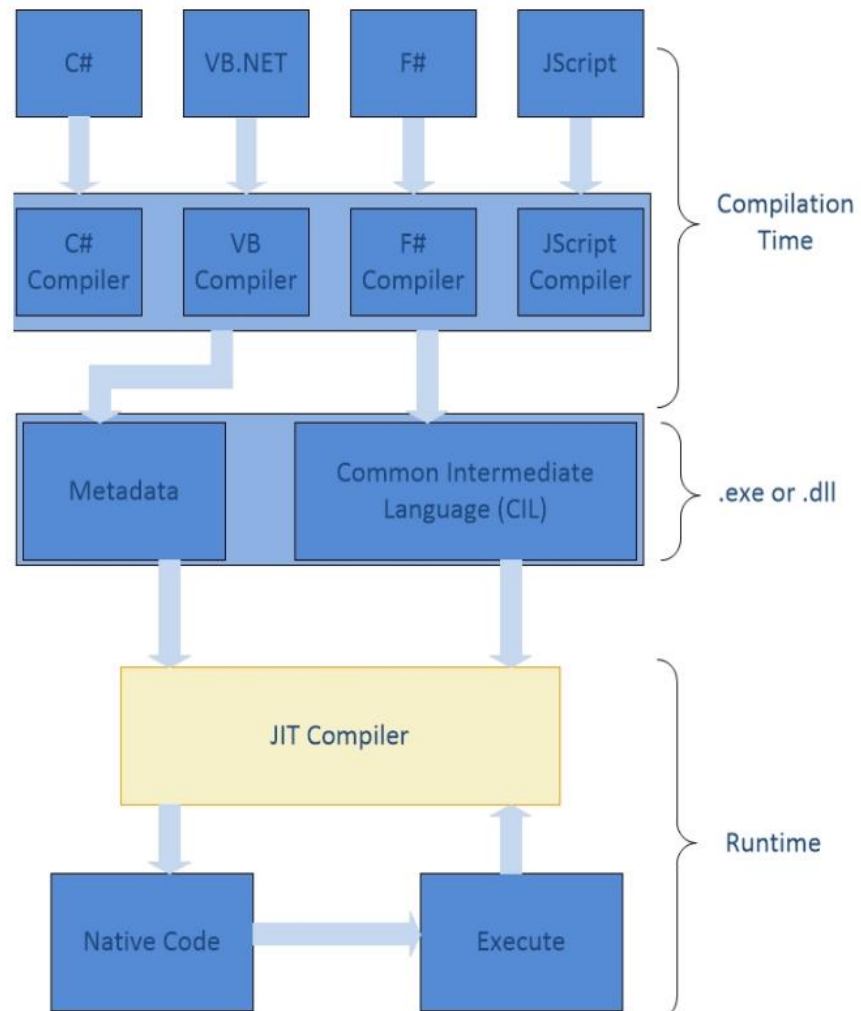 C#
VB.NET
F#
JScript
C#
Compiler
VB
Compiler
F#
Compiler
JScript
Compiler
Compilation
Time
Metadata
Common Intermediate
Language (CIL)
.exe or .dll
JIT Compiler
Runtime
Native Code
Execute